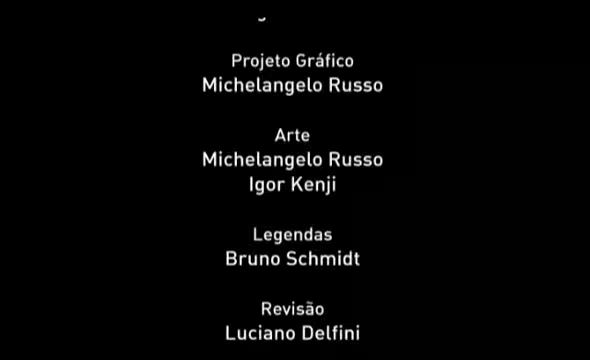 Projeto Gráfico
Michelangelo Russo
Arte
Michelangelo Russo
Igor Kenji
Legendas
Bruno Schmidt
Revisão
Luciano Delfini